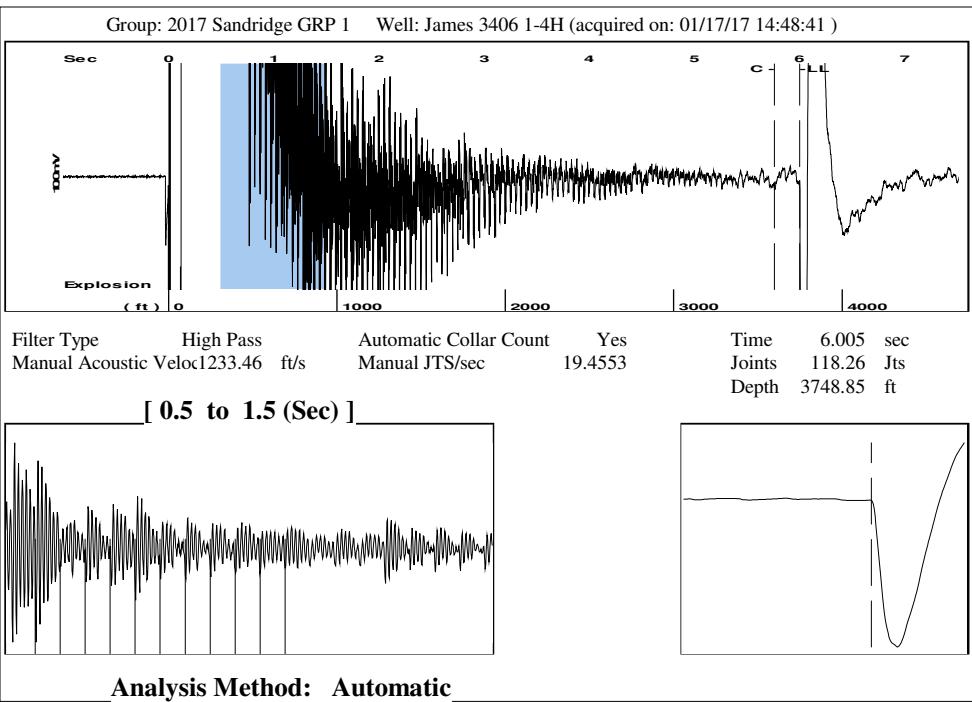 Group: 2017 Sandridge GRP 1 Well: James 3406 1-4H (acquired on: 01/17/17 14:48:41 )
Sec 0 1 2 3 4 5 6 7
C LL
100mV
Explosion
( ft ) 0 1000 2000 3000 4000
Filter Type High Pass Automatic Collar Count Yes Time 6.005 sec
Manual Acoustic Veloc1233.46 ft/s Manual JTS/sec 19.4553 Joints 118.26 Jts
Depth 3748.85 ft
[ 0.5 to 1.5 (Sec) ]
Analysis Method: Automatic